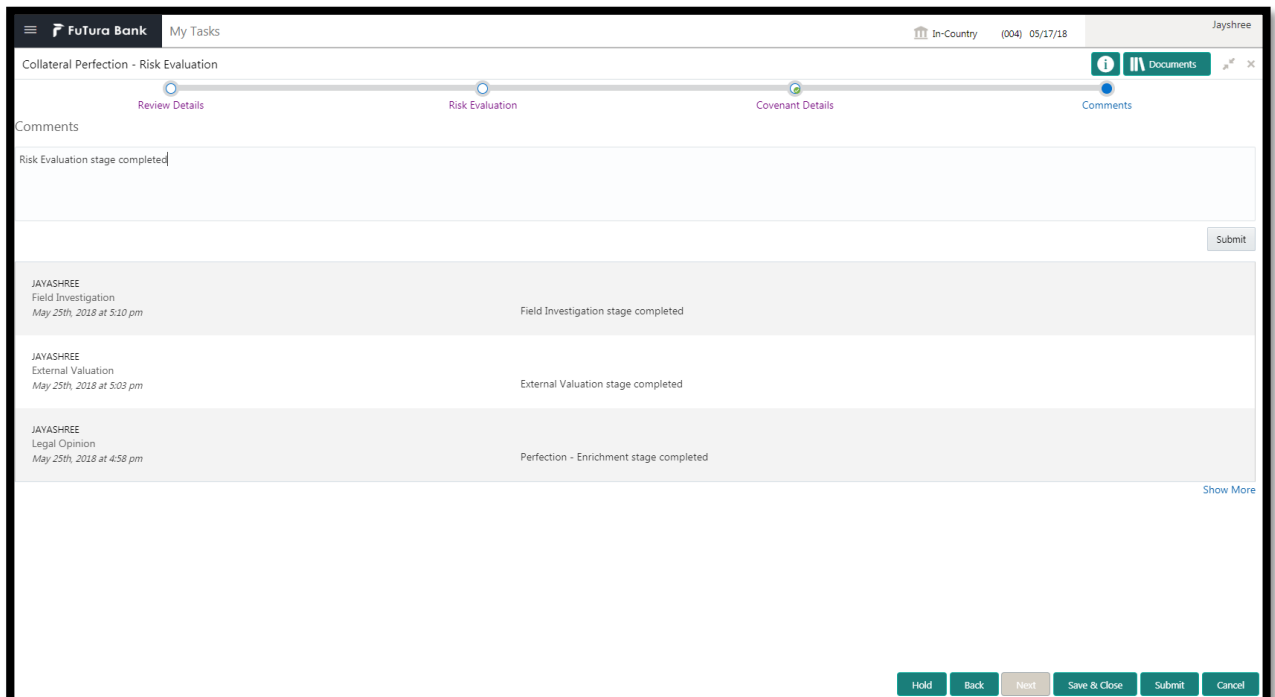 FuTura Bank
My Tasks
In-Country
(004) 05/17/18
Jayshree
Collateral Perfection - Risk Evaluation
Documents
Review Details
Risk Evaluation
Covenant Details
Comments
Comments
Risk Evaluation stage completed
Submit
JAYASHREE
Field Investigation
May 25th, 2018 at 5:10 pm
Field Investigation stage completed
JAYASHREE
External Valuation
May 25th, 2018 at 5:03 pm
External Valuation stage completed
JAYASHREE
Legal Opinion
May 25th, 2018 at 4:58 pm
Perfection - Enrichment stage completed
Show More
Hold
Back
Next
Save & Close
Submit
Cancel